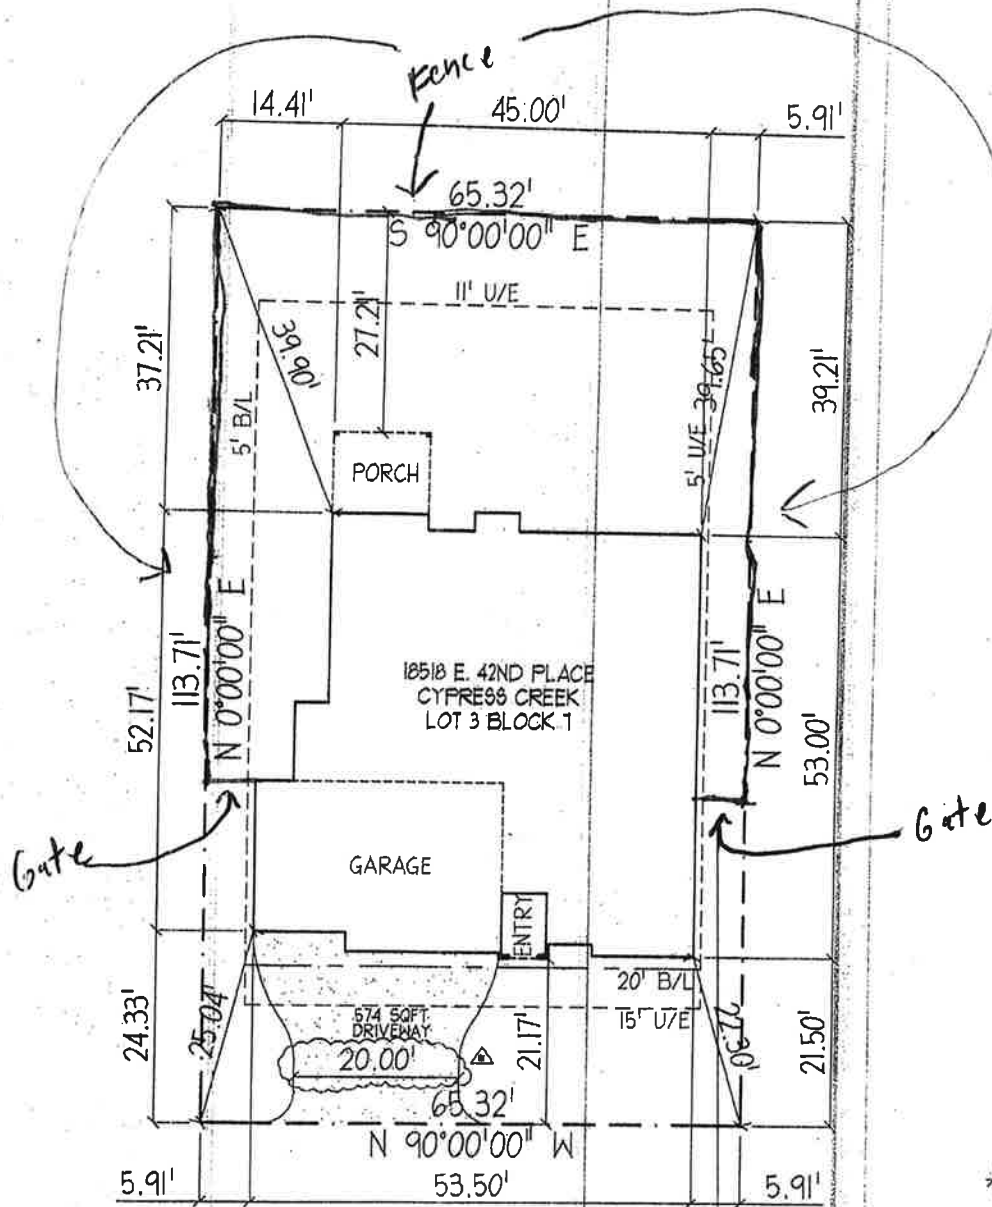 Fence
14.41'
45.00'
5.91'
65.32'
S 90°00'00" E
11' U/E
37.21'
39.90'
27.21'
5' B/L
5' U/E
39.65'
39.21'
PORCH
113.71'
N 0°00'00" E
52.17'
18518 E. 42ND PLACE
CYPRESS CREEK
LOT 3 BLOCK 7
113.71'
N 0°00'00" E
53.00'
Gate
Gate
GARAGE
ENTRY
20' B/L
15' U/E
24.33'
25.04'
674 SQFT.
DRIVEWAY
20.00'
21.17'
22.30'
21.50'
65.32'
N 90°00'00" W
5.91'
53.50'
5.91'